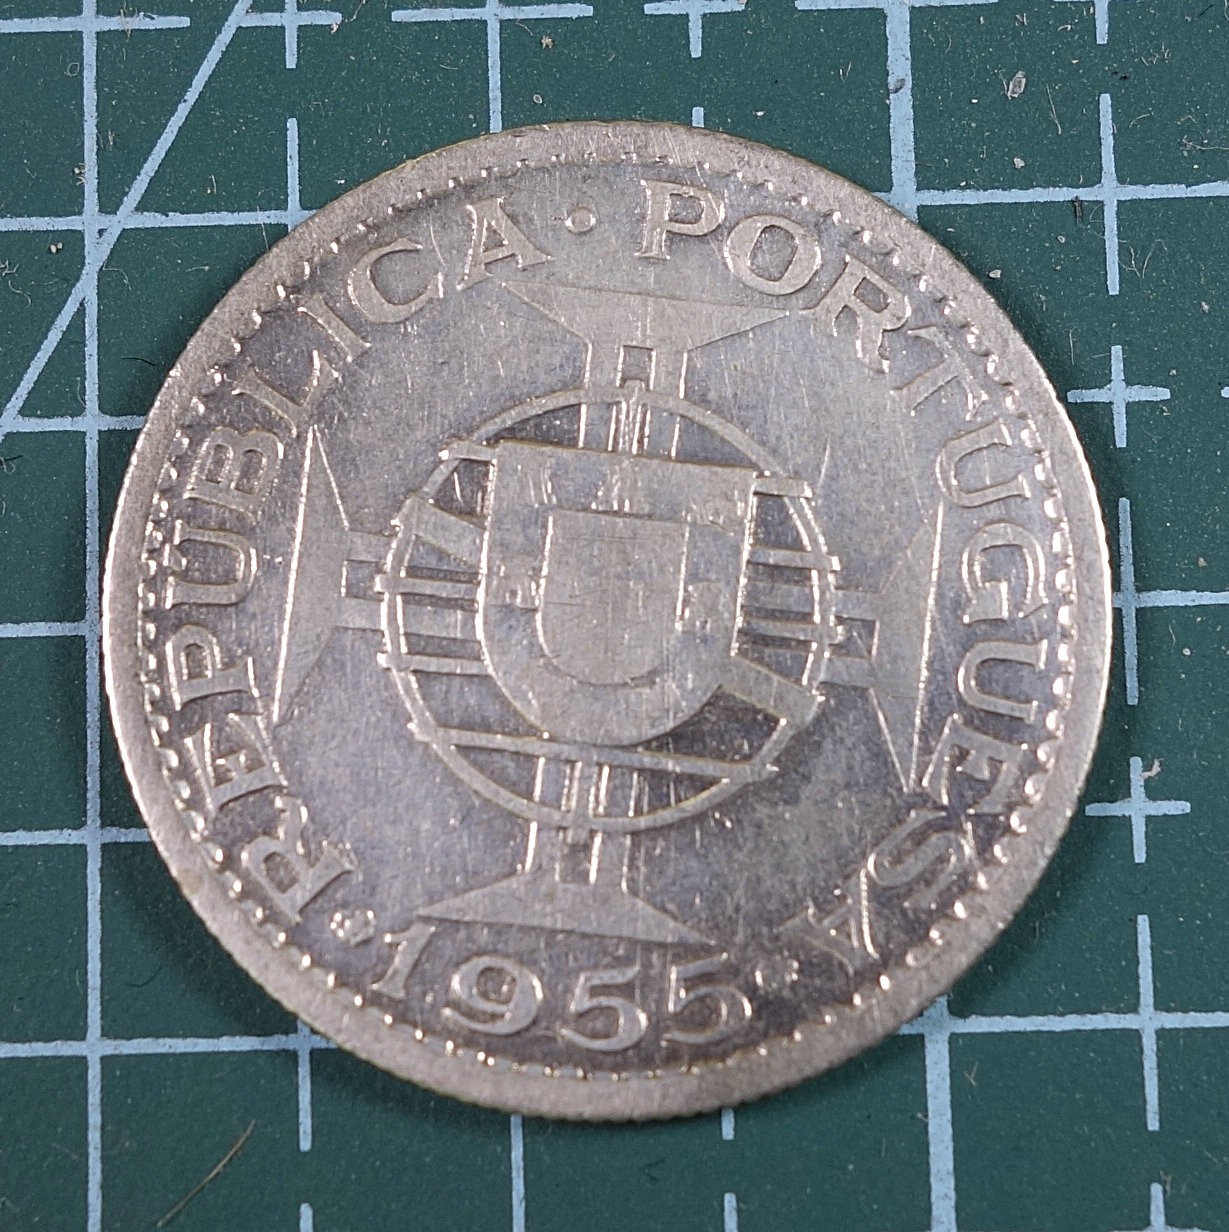 REPUBLICA · PORTUGUESA
1955